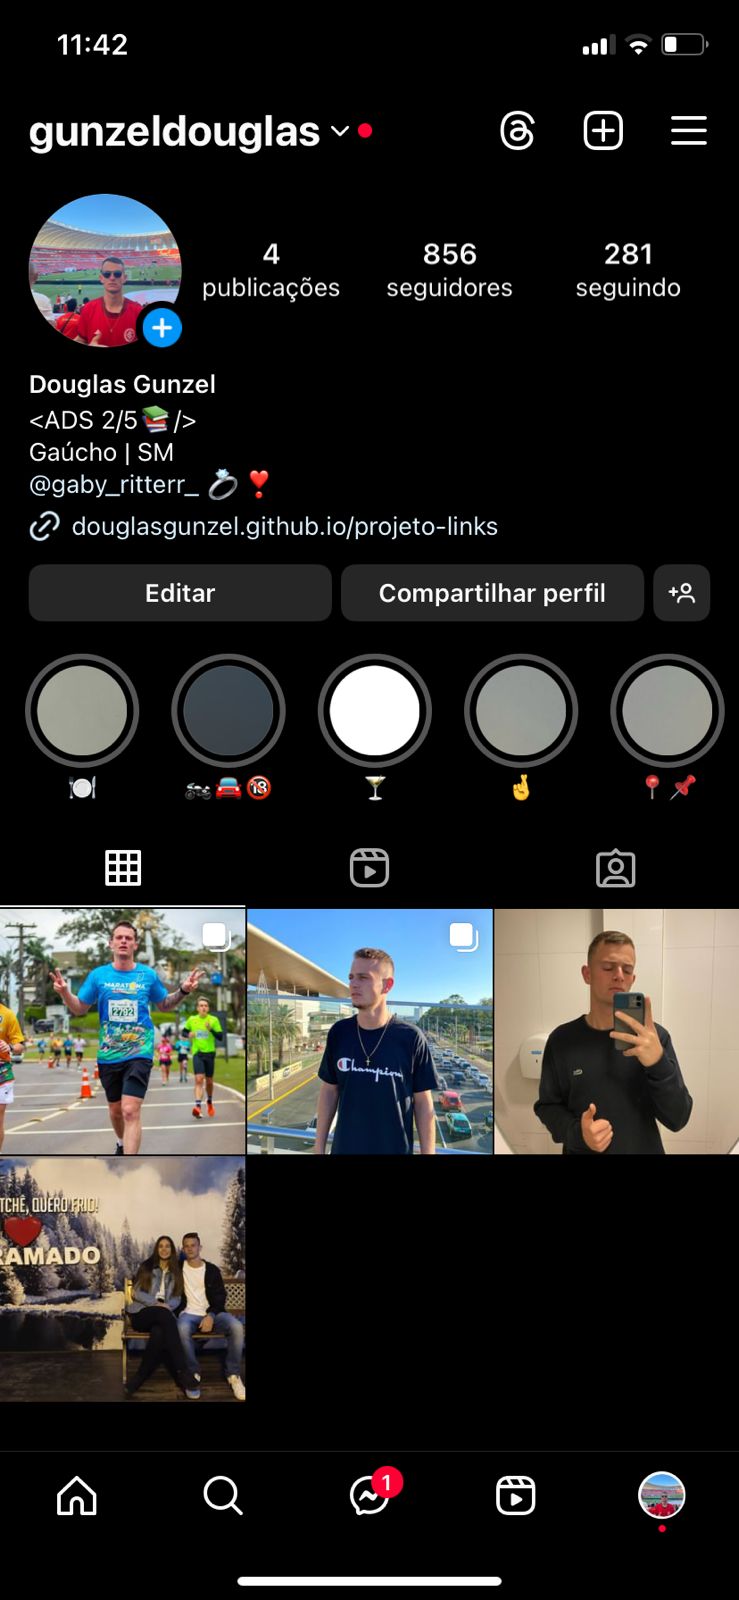 11:42
gunzeldouglas
4 856 281
publicações seguidores seguindo
Douglas Gunzel
<ADS 2/5📚/>
Gaúcho | SM
@gaby_ritterr_ 💍❣️
douglasgunzel.github.io/projeto-links
Editar Compartilhar perfil
MARATONA
2792
Champion
TCHÊ, QUERO FRIO!
RAMADO
1